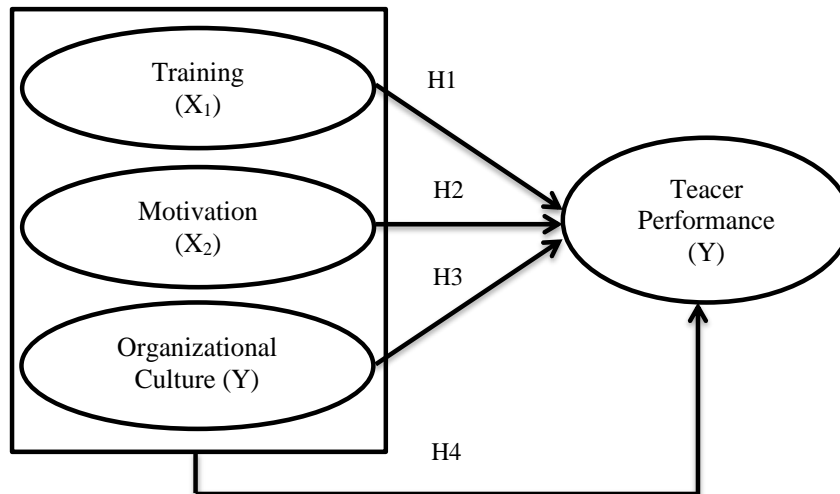 Training
(X₁)
H1
Motivation
(X₂)
H2
Teacer
Performance
(Y)
H3
Organizational
Culture (Y)
H4